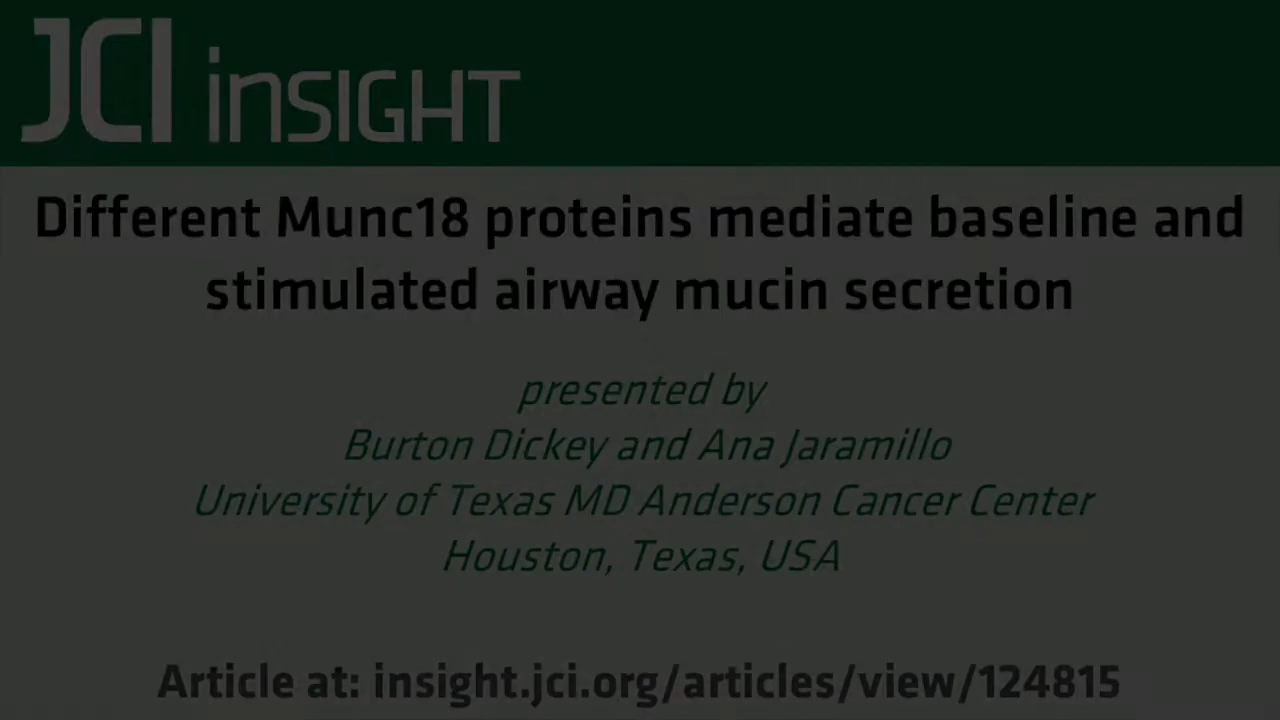 JCI insight
Different Munc18 proteins mediate baseline and
stimulated airway mucin secretion
presented by
Burton Dickey and Ana Jaramillo
University of Texas MD Anderson Cancer Center
Houston, Texas, USA
Article at: insight.jci.org/articles/view/124815